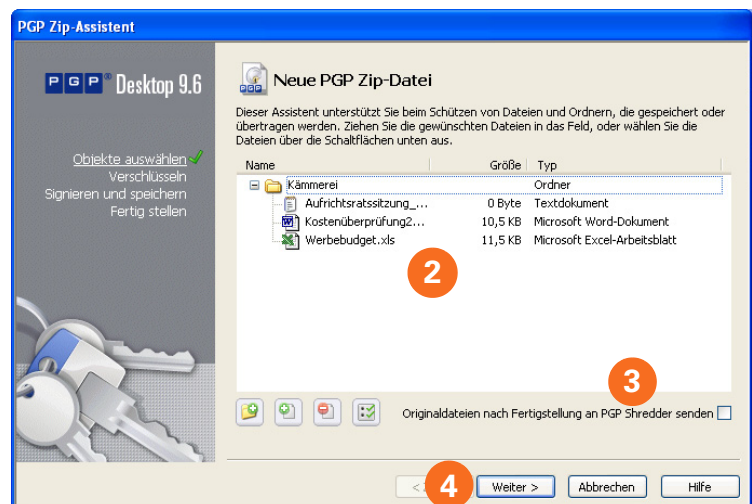 PGP Zip-Assistent
PGP® Desktop 9.6
Objekte auswählen
Verschlüsseln
Signieren und speichern
Fertig stellen
PGP
Neue PGP Zip-Datei
Dieser Assistent unterstützt Sie beim Schützen von Dateien und Ordnern, die gespeichert oder
übertragen werden. Ziehen Sie die gewünschten Dateien in das Feld, oder wählen Sie die
Dateien über die Schaltflächen unten aus.
Name Größe Typ
Kämmerei Ordner
Aufrichtsratssitzung_... 0 Byte Textdokument
Kostenüberprüfung2... 10,5 KB Microsoft Word-Dokument
Werbebudget.xls 11,5 KB Microsoft Excel-Arbeitsblatt
2
3
Originaldateien nach Fertigstellung an PGP Shredder senden
<
4
Weiter >
Abbrechen
Hilfe